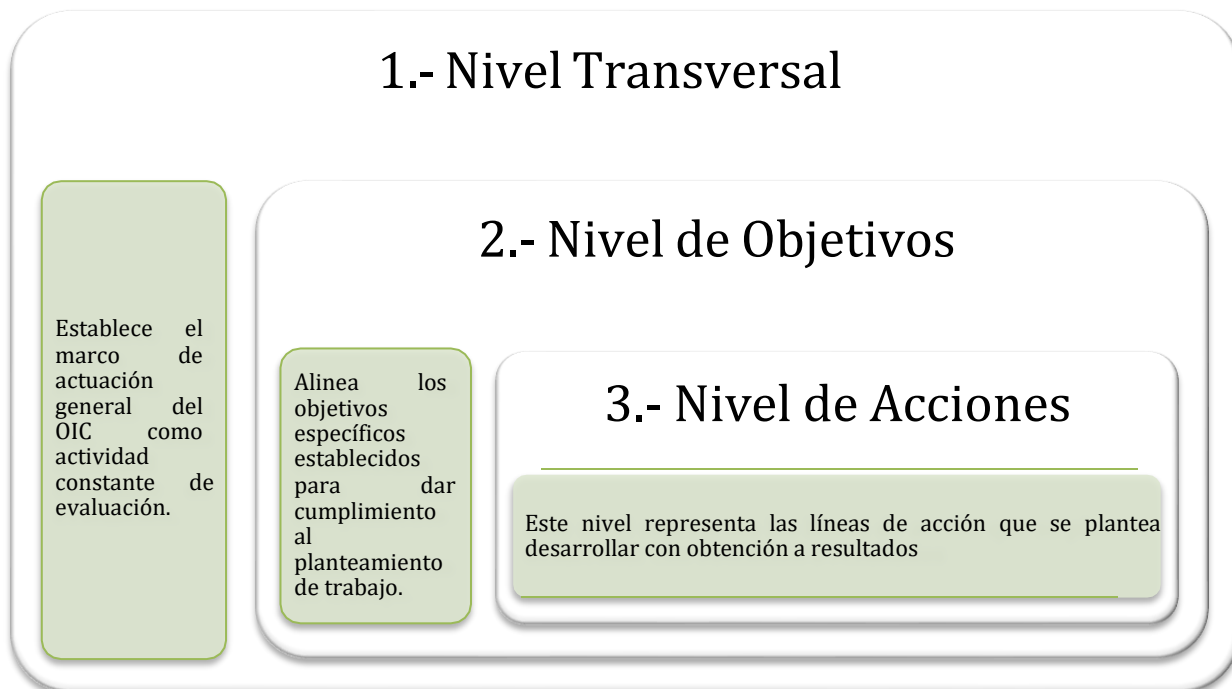 1.- Nivel Transversal
2.- Nivel de Objetivos
Establece el
marco de
actuación
general del
OIC como
actividad
constante de
evaluación.
Alinea los
objetivos
específicos
establecidos
para dar
cumplimiento
al
planteamiento
de trabajo.
3.- Nivel de Acciones
Este nivel representa las líneas de acción que se plantea
desarrollar con obtención a resultados